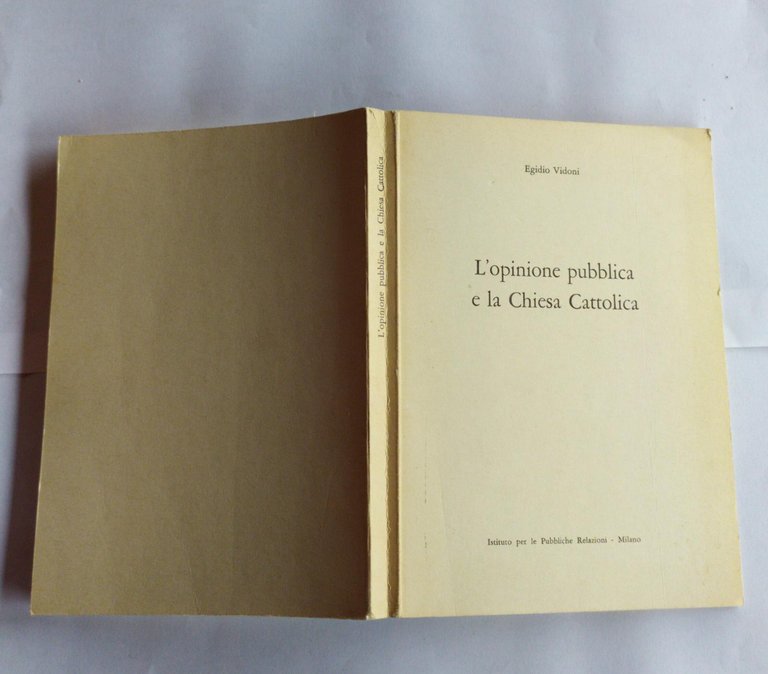 L'opinione pubblica e la Chiesa Cattolica
Egidio Vidoni
L'opinione pubblica
e la Chiesa Cattolica
Istituto per le Pubbliche Relazioni - Milano